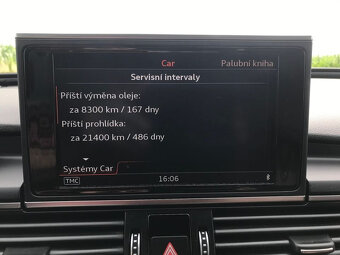 Car
Palubní kniha
Servisní intervaly
Příští výměna oleje:
za 8300 km / 167 dny
Příští prohlídka:
za 21400 km / 486 dny
Systémy Car
TMC
16:06